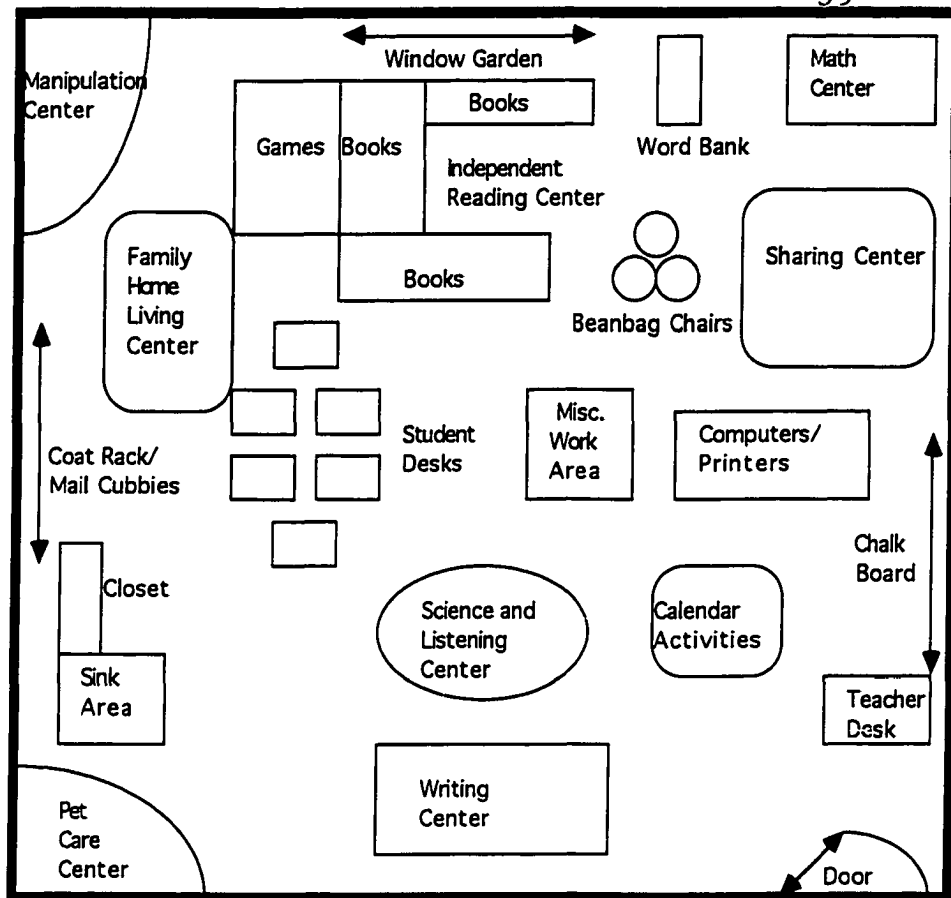 Window Garden
Manipulation
Center
Games
Books
Books
Independent
Reading Center
Books
Word Bank
Math
Center
Family
Home
Living
Center
Beanbag Chairs
Sharing Center
Coat Rack/
Mail Cubbies
Student
Desks
Misc.
Work
Area
Computers/
Printers
Chalk
Board
Closet
Science and
Listening
Center
Calendar
Activities
Sink
Area
Teacher
Desk
Writing
Center
Pet
Care
Center
Door